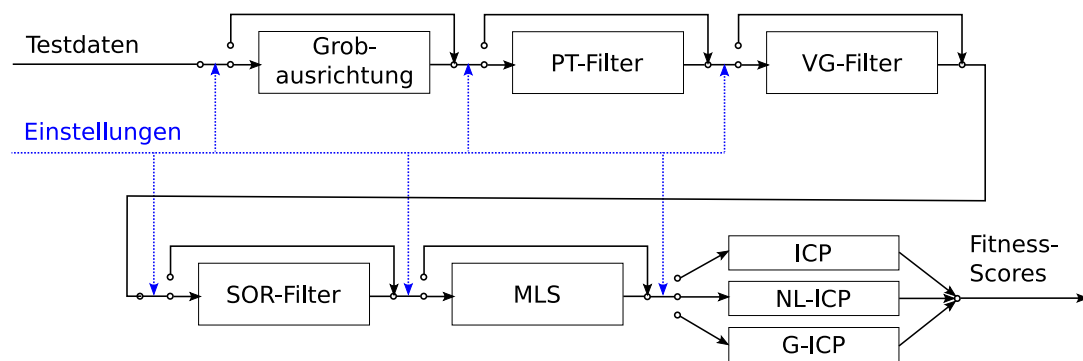 Testdaten
Grob-
ausrichtung
PT-Filter
VG-Filter
Einstellungen
SOR-Filter
MLS
ICP
NL-ICP
G-ICP
Fitness-
Scores